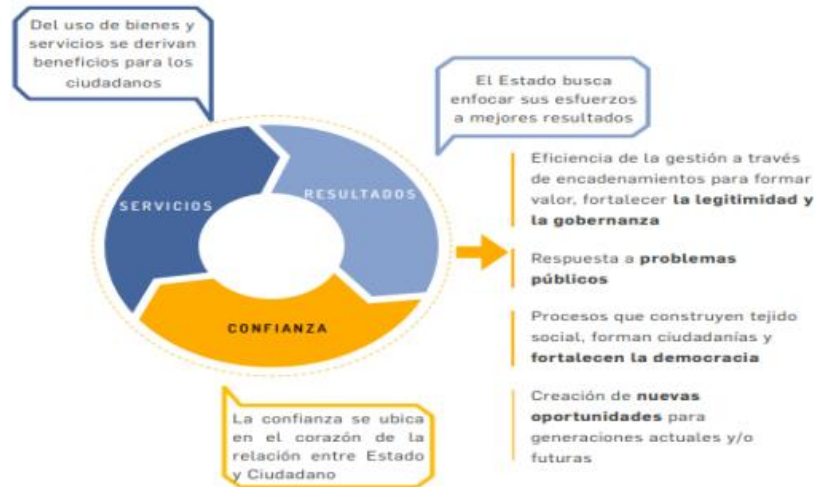 Del uso de bienes y
servicios se derivan
beneficios para los
ciudadanos
El Estado busca
enfocar sus esfuerzos
a mejores resultados
SERVICIOS
RESULTADOS
CONFIANZA
La confianza se ubica
en el corazón de la
relación entre Estado
y Ciudadano
Eficiencia de la gestión a través
de encadenamientos para formar
valor, fortalecer la legitimidad y
la gobernanza
Respuesta a problemas
públicos
Procesos que construyen tejido
social, forman ciudadanías y
fortalecen la democracia
Creación de nuevas
oportunidades para
generaciones actuales y/o
futuras